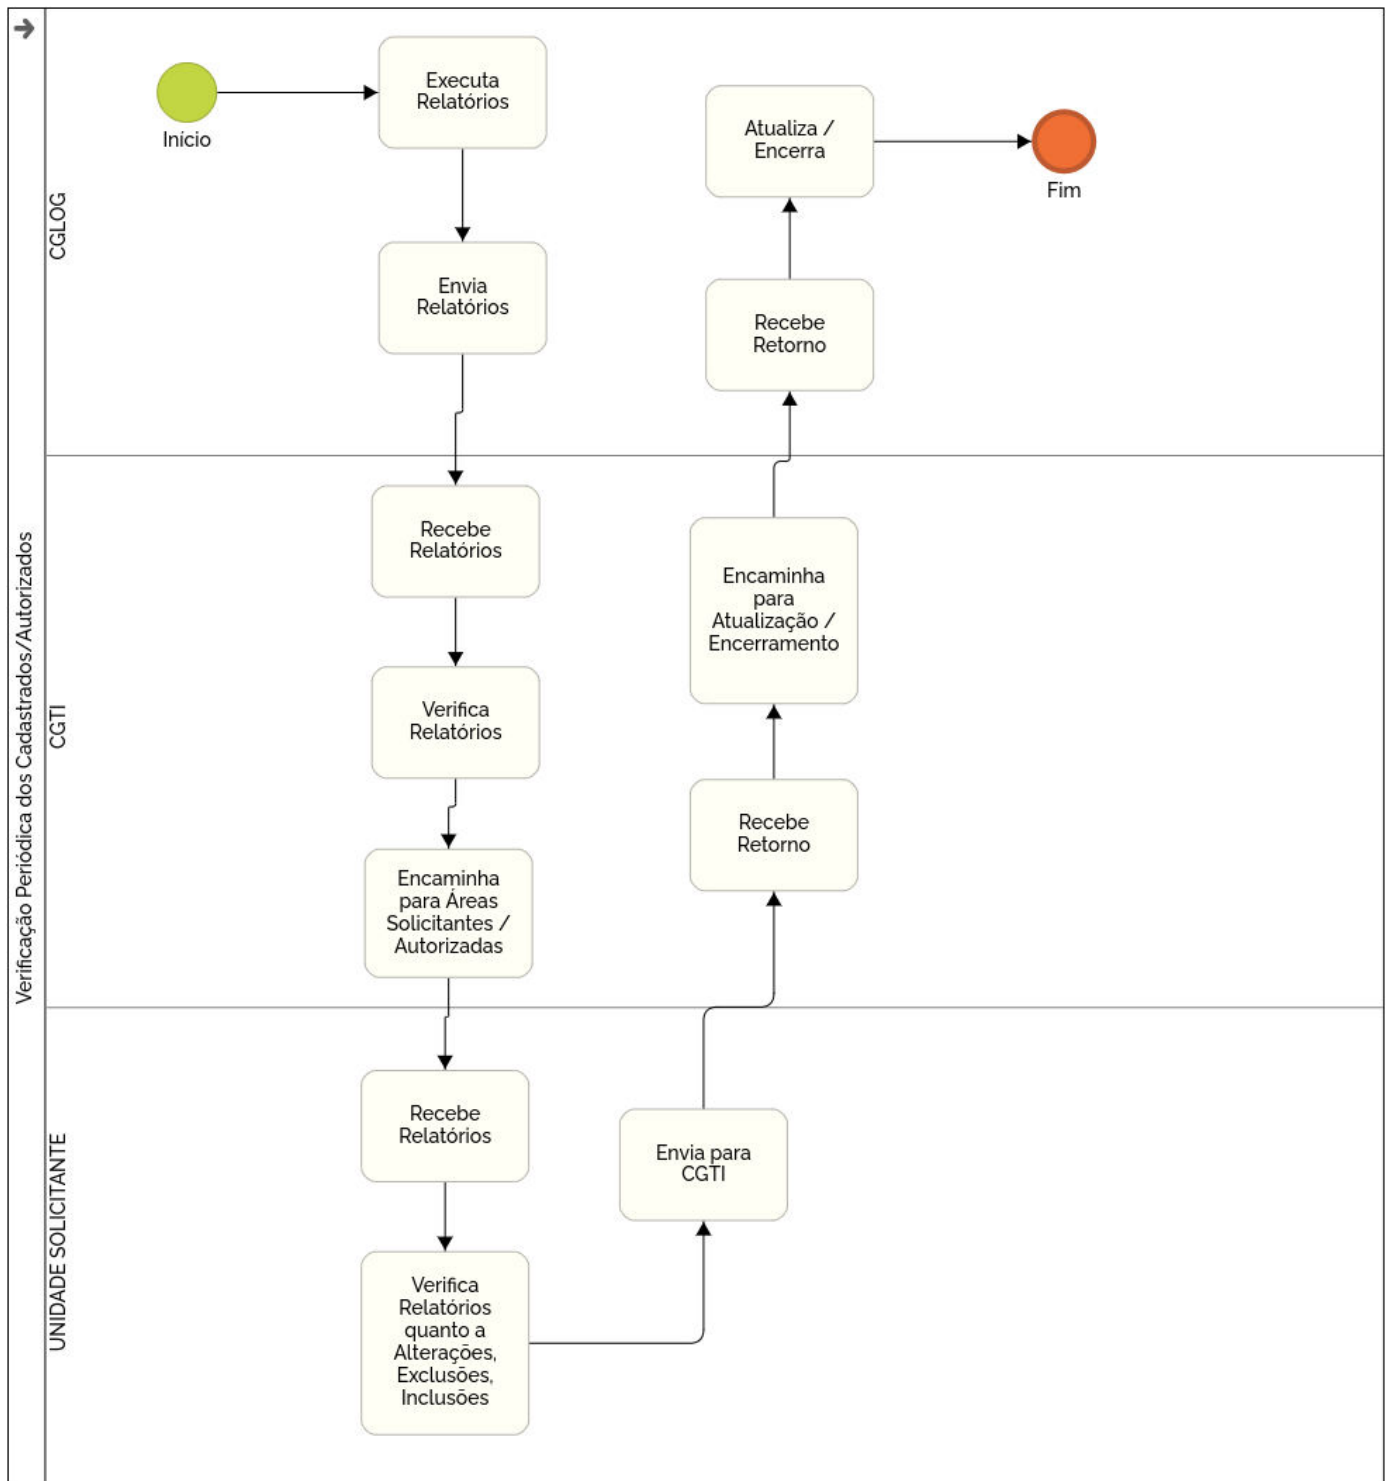 Verificação Periódica dos Cadastrados/Autorizados
CGLOG
Início
Executa
Relatórios
Envia
Relatórios
Atualiza /
Encerra
Fim
Recebe
Retorno
CGTI
Recebe
Relatórios
Verifica
Relatórios
Encaminha
para Áreas
Solicitantes /
Autorizadas
Encaminha
para
Atualização /
Encerramento
Recebe
Retorno
UNIDADE SOLICITANTE
Recebe
Relatórios
Verifica
Relatórios
quanto a
Alterações,
Exclusões,
Inclusões
Envia para
CGTI